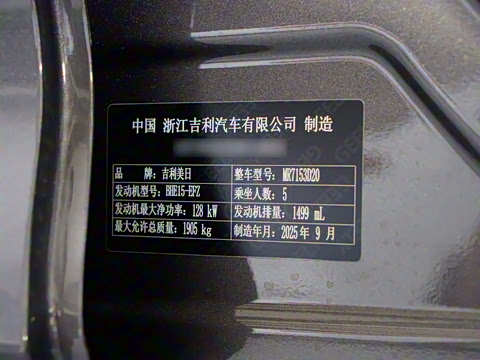 中国 浙江吉利汽车有限公司 制造
品 牌：吉利美日 整车型号：MR7153D20
发动机型号：BHE15-EFZ 乘坐人数：5
发动机最大净功率：128 kW 发动机排量：1499 mL
最大允许总质量：1905 kg 制造年月：2025 年 9 月